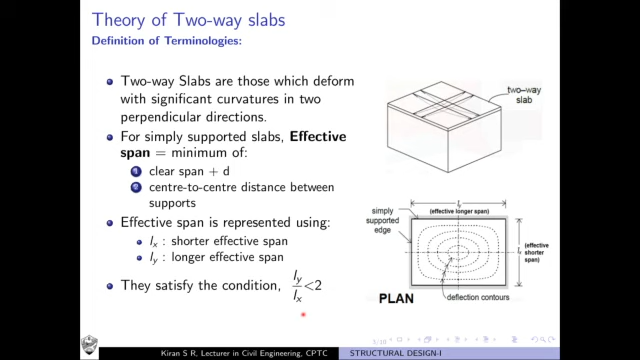 Theory of Two-way slabs
Definition of Terminologies:
Two-way Slabs are those which deform
with significant curvatures in two
perpendicular directions.
For simply supported slabs, Effective
span = minimum of:
1 clear span + d
2 centre-to-centre distance between
supports
Effective span is represented using:
lx : shorter effective span
ly : longer effective span
They satisfy the condition, ly/lx<2
two-way
slab
simply
supported
edge
ly
(effective longer span)
lx
(effective
shorter
span)
PLAN
deflection contours
Kiran S R, Lecturer in Civil Engineering, CPTC
STRUCTURAL DESIGN-I